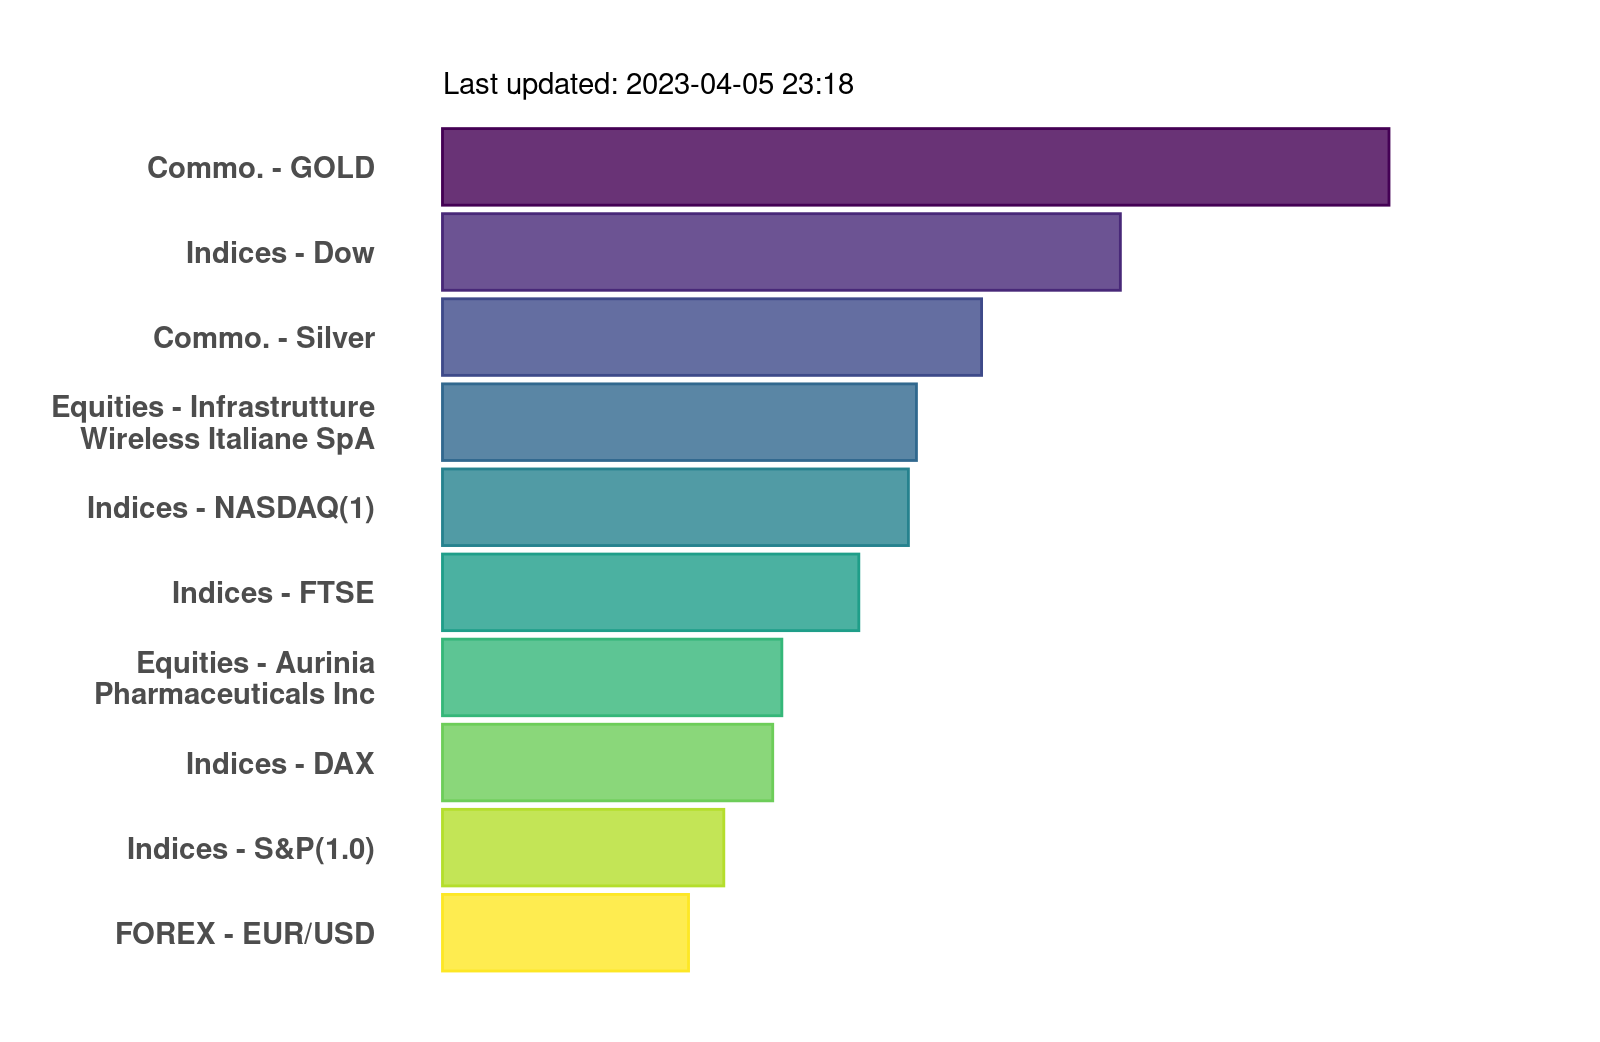 Last updated: 2023-04-05 23:18
Commo. - GOLD
Indices - Dow
Commo. - Silver
Equities - Infrastrutture
Wireless Italiane SpA
Indices - NASDAQ(1)
Indices - FTSE
Equities - Aurinia
Pharmaceuticals Inc
Indices - DAX
Indices - S&P(1.0)
FOREX - EUR/USD